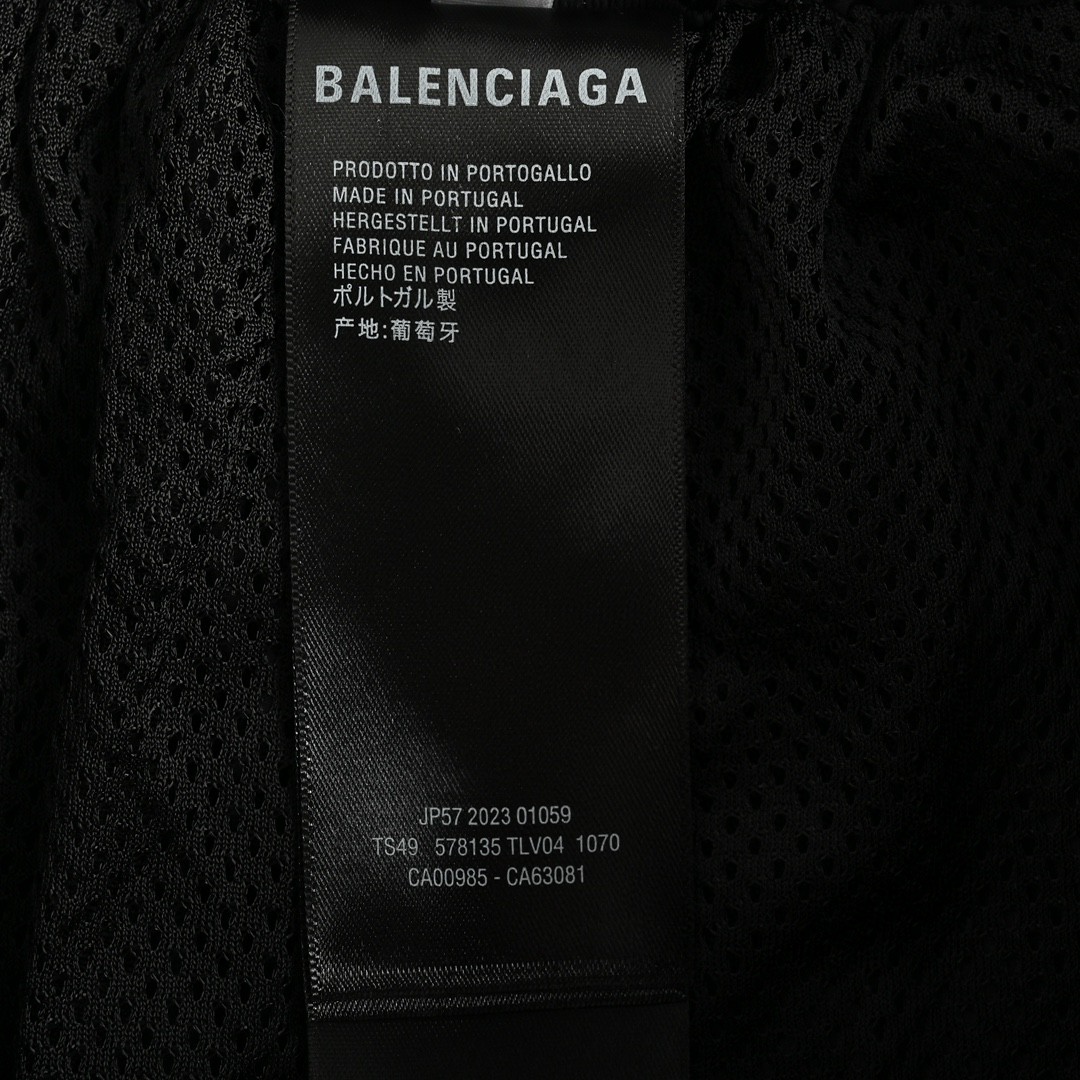 BALENCIAGA
PRODOTTO IN PORTOGALLO
MADE IN PORTUGAL
HERGESTELLT IN PORTUGAL
FABRIQUE AU PORTUGAL
HECHO EN PORTUGAL
ポルトガル製
产地:葡萄牙
JP57 2023 01059
TS49 578135 TLV04 1070
CA00985 - CA63081